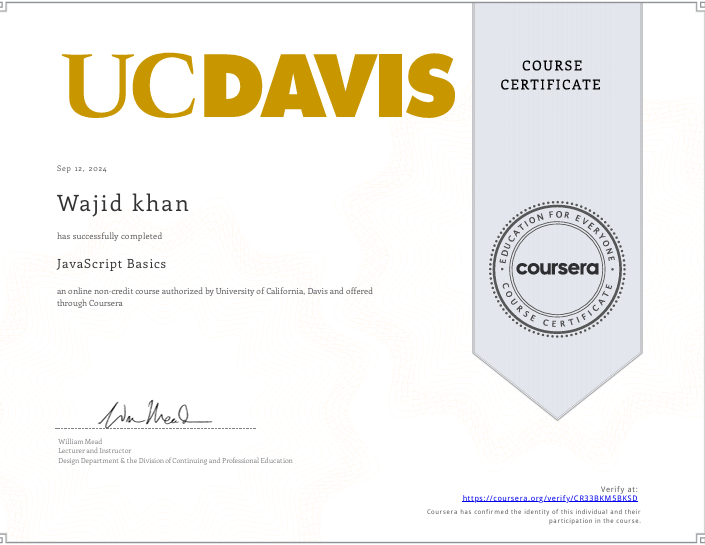 UCDAVIS
COURSE
CERTIFICATE
Sep 12, 2024
Wajid khan
has successfully completed
JavaScript Basics
an online non-credit course authorized by University of California, Davis and offered
through Coursera
EDUCATION FOR EVERYONE
coursera
COURSE CERTIFICATE
William Mead
Lecturer and Instructor
Design Department & the Division of Continuing and Professional Education
Verify at:
https://coursera.org/verify/CR33BKM5BKSD
Coursera has confirmed the identity of this individual and their
participation in the course.